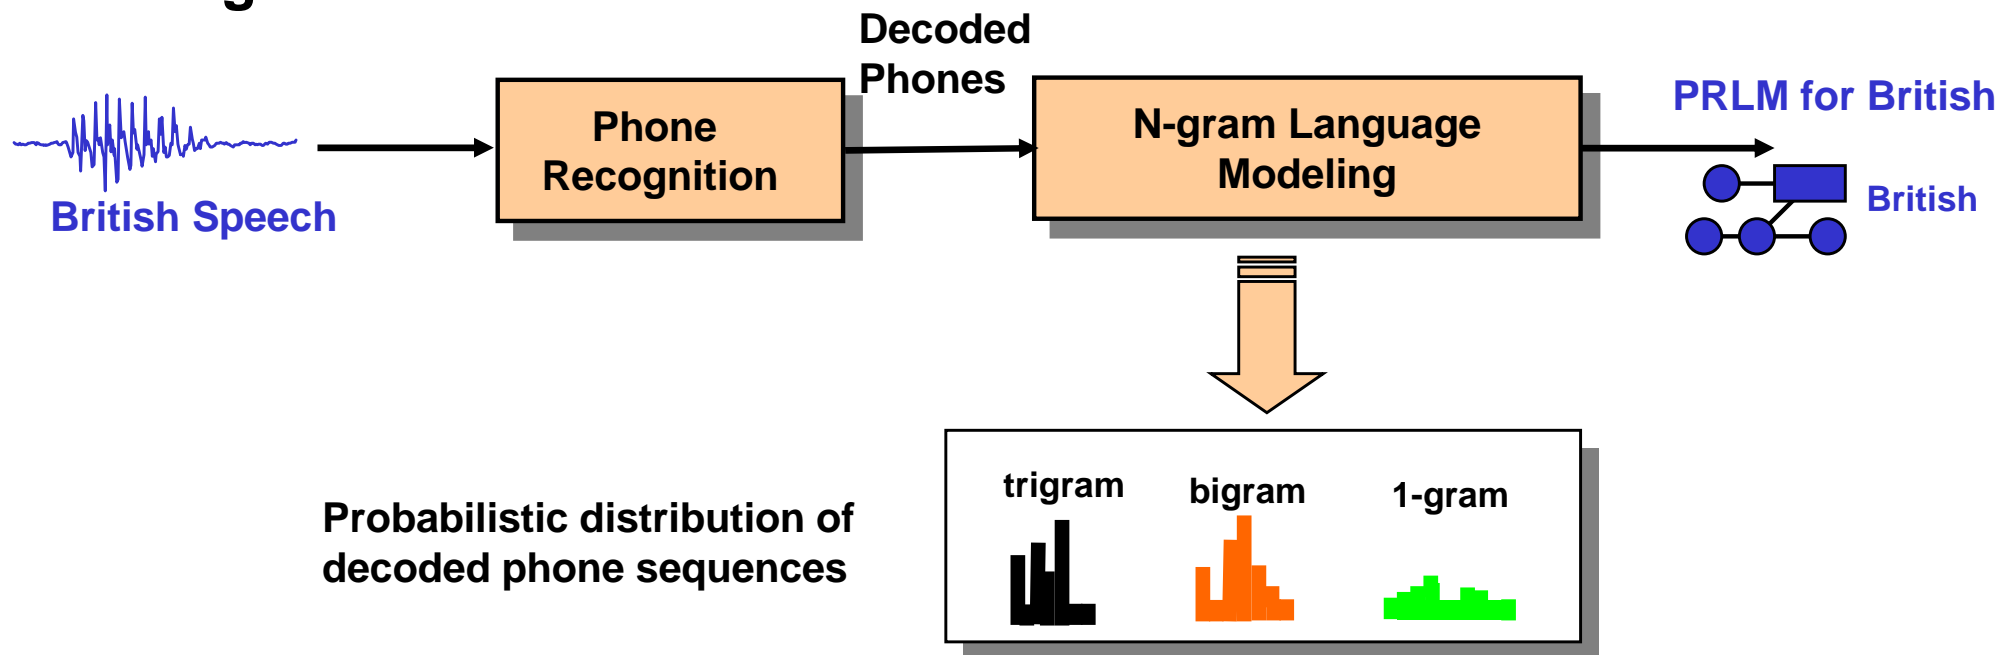 Decoded
Phones
Phone
Recognition
N-gram Language
Modeling
PRLM for British
British Speech
British
trigram
bigram
1-gram
Probabilistic distribution of
decoded phone sequences